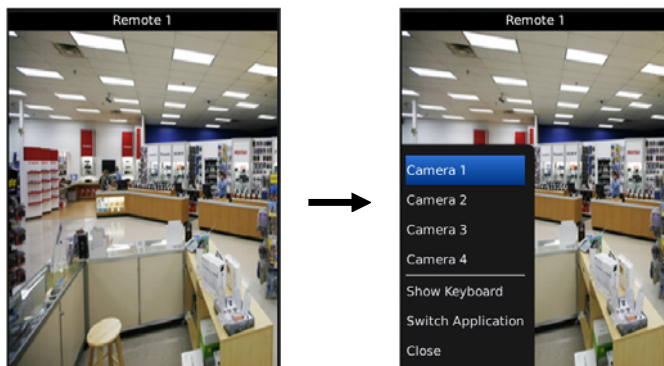 Remote 1
Remote 1
Camera 1
Camera 2
Camera 3
Camera 4
Show Keyboard
Switch Application
Close